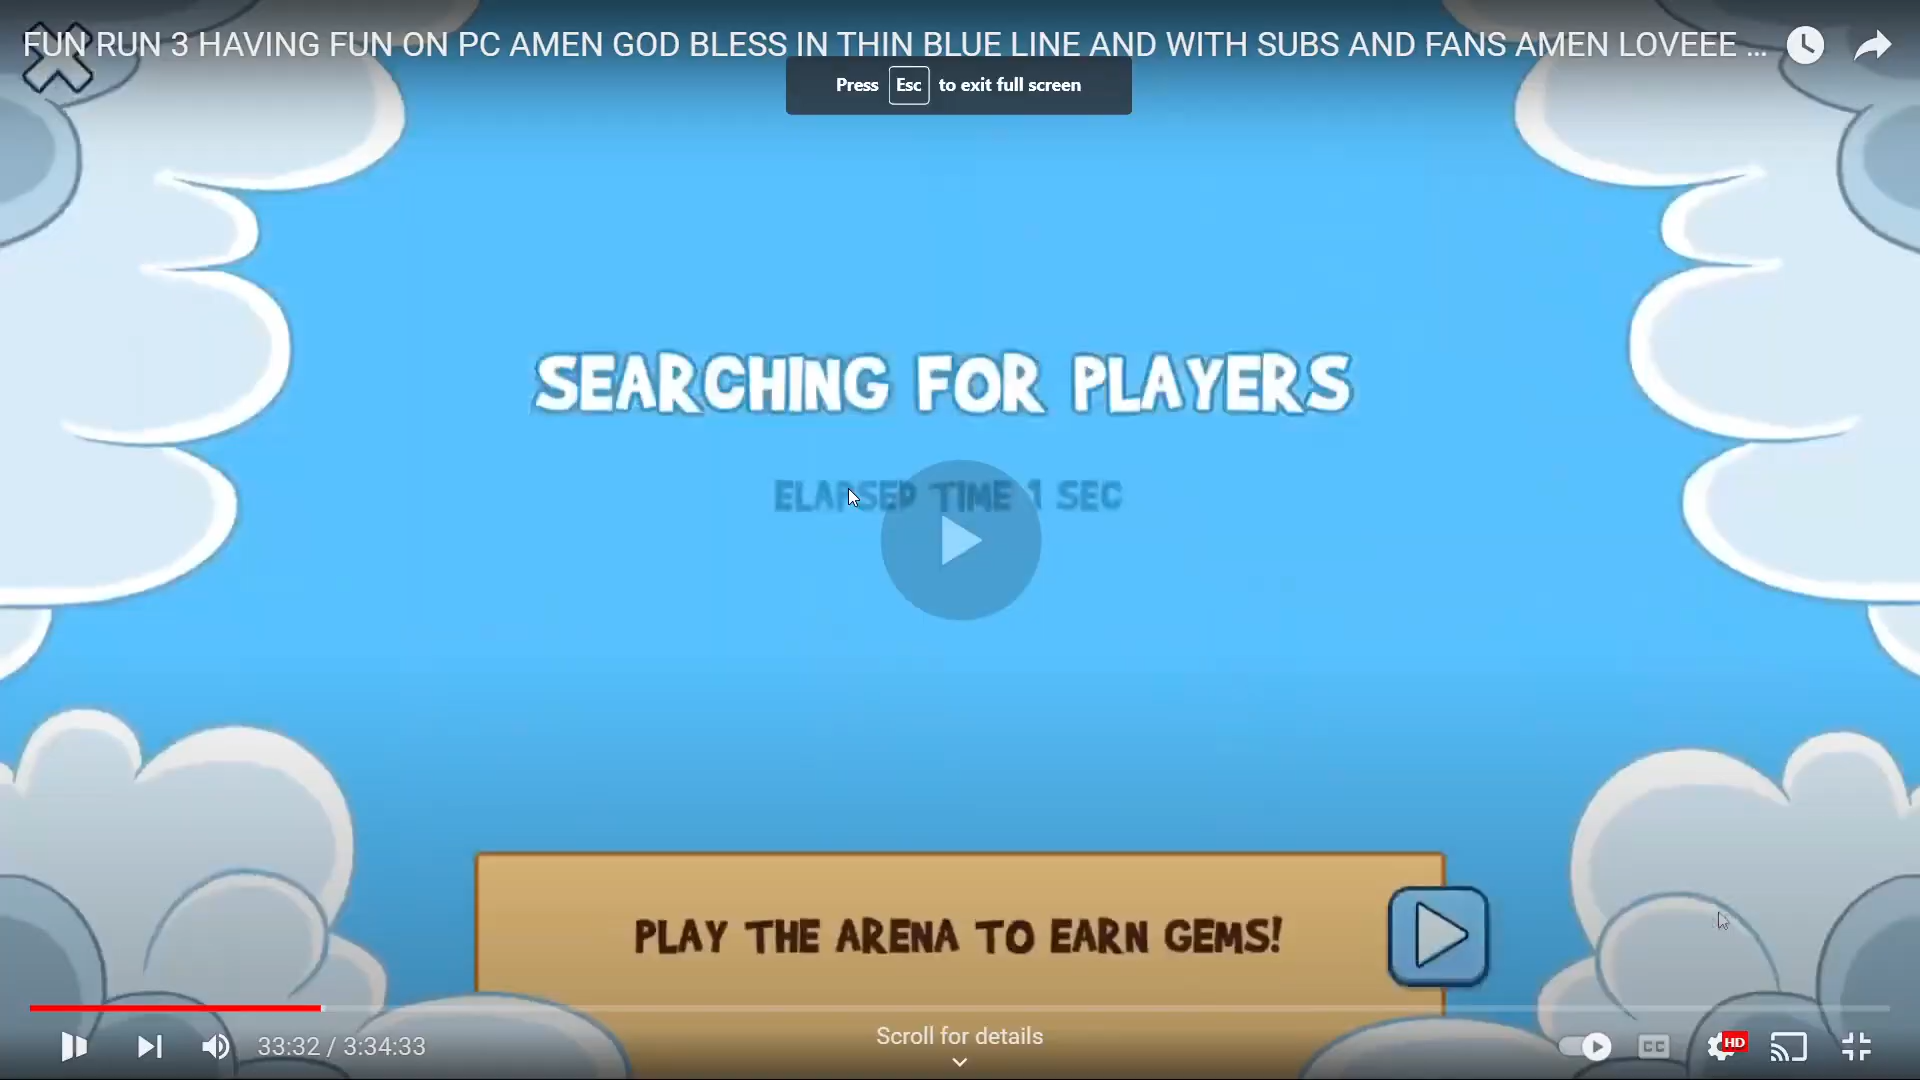 FUN RUN 3 HAVING FUN ON PC AMEN GOD BLESS IN THIN BLUE LINE AND WITH SUBS AND FANS AMEN LOVEEE ...
Press Esc to exit full screen
SEARCHING FOR PLAYERS
ELAPSED TIME 1 SEC
PLAY THE ARENA TO EARN GEMS!
Scroll for details
33:32 / 3:34:33
CC
HD